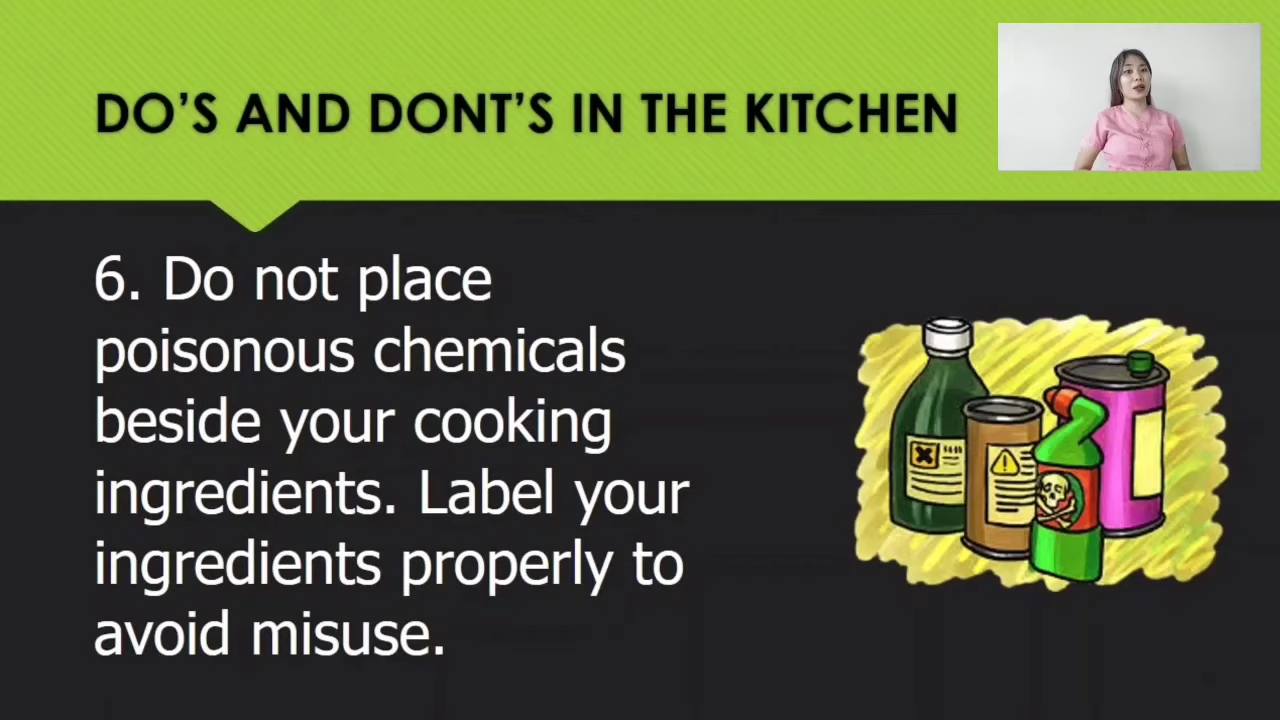 DO'S AND DONT'S IN THE KITCHEN
6. Do not place
poisonous chemicals
beside your cooking
ingredients. Label your
ingredients properly to
avoid misuse.